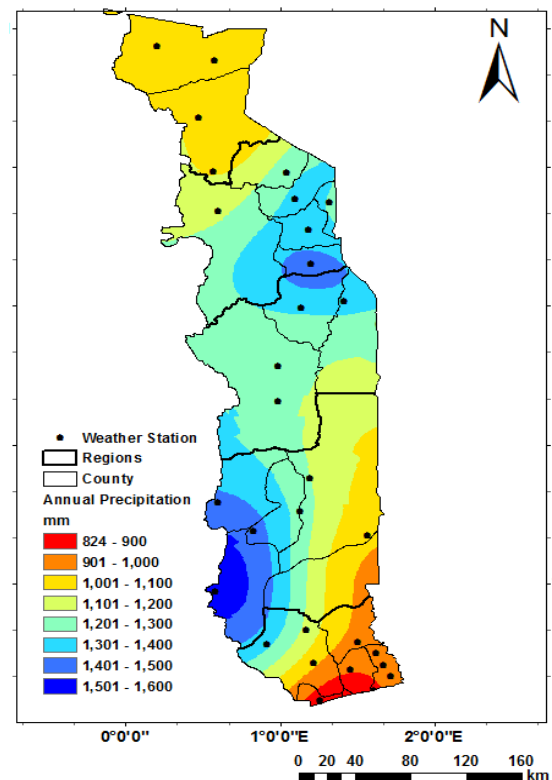 N
Weather Station
Regions
County
Annual Precipitation
mm
824 - 900
901 - 1,000
1,001 - 1,100
1,101 - 1,200
1,201 - 1,300
1,301 - 1,400
1,401 - 1,500
1,501 - 1,600
0°0'0" 1°0'0"E 2°0'0"E
0 20 40 80 120 160
km